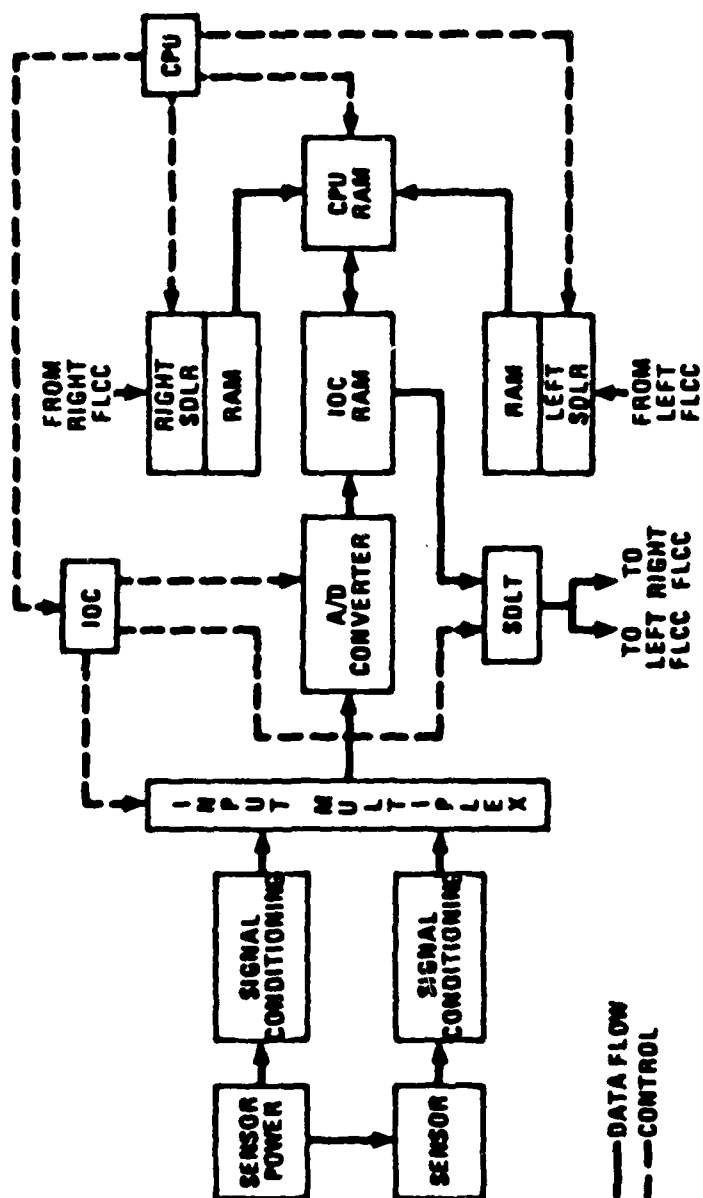 CPU
IOC
FROM
RIGHT
FLCC
RIGHT
SDLR
RAM
SENSOR
POWER
SIGNAL
CONDITIONING
INPUT MULTIPLEX
A/D
CONVERTER
IOC
RAM
CPU
RAM
SENSOR
SIGNAL
CONDITIONING
SDLT
RAM
LEFT
SDLR
TO
LEFT
FLCC
TO
RIGHT
FLCC
FROM
LEFT
FLCC
DATA FLOW
CONTROL